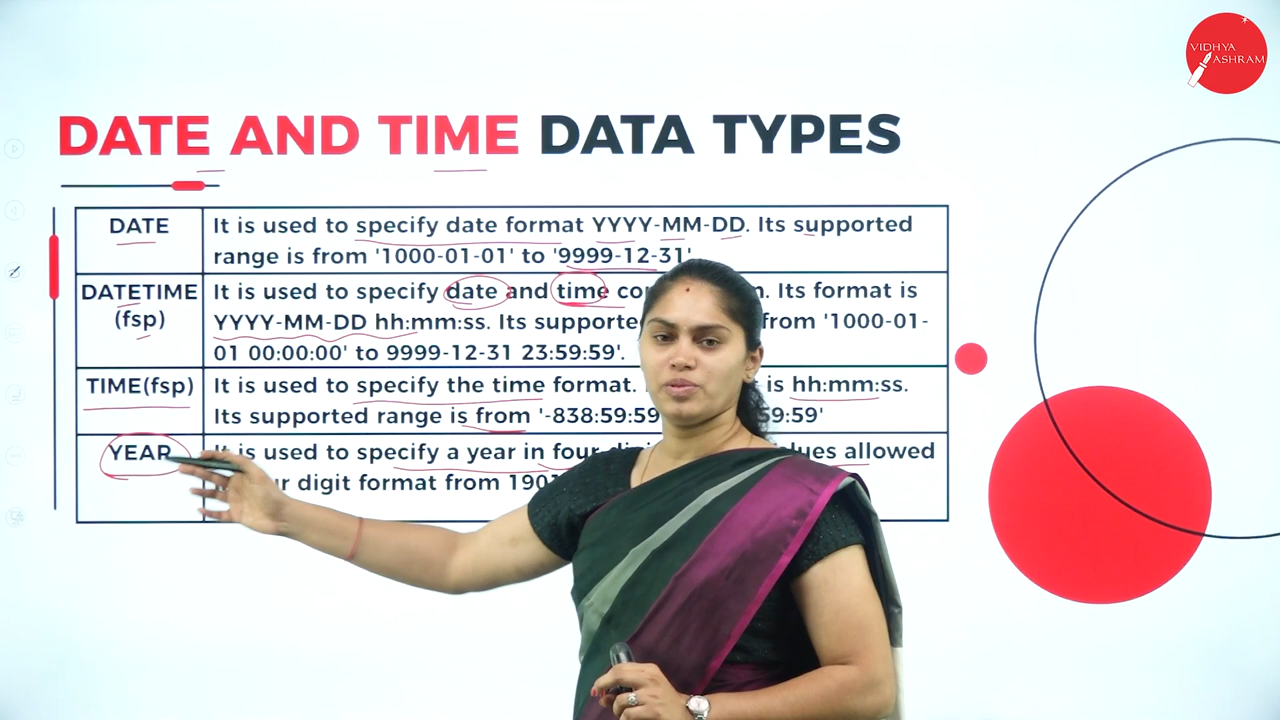 VIDHYA
ASHRAM
DATE AND TIME DATA TYPES
DATE
It is used to specify date format YYYY-MM-DD. Its supported
range is from '1000-01-01' to '9999-12-31'
DATETIME
(fsp)
It is used to specify date and time . Its format is
YYYY-MM-DD hh:mm:ss. Its from '1000-01-
01 00:00:00' to 9999-12-31 23:59:59'.
TIME(fsp)
It is used to specify the time format. is hh:mm:ss.
Its supported range is from '-838:59:59 59:59'
YEAR
It is used to specify a year in four allowed
digit format from 1901